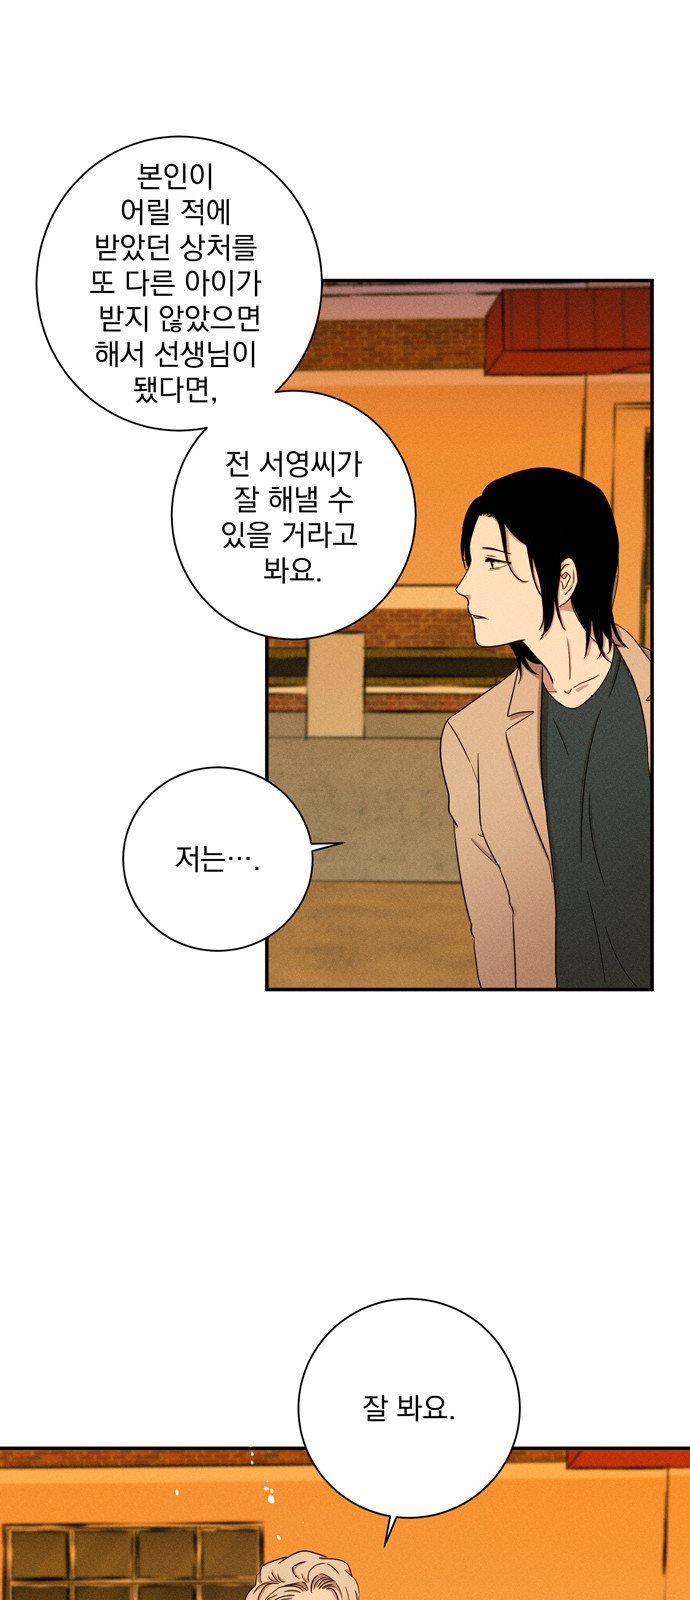 본인이
어릴 적에
받았던 상처를
또 다른 아이가
받지 않았으면
해서 선생님이
됐다면,
전 서영씨가
잘 해낼 수
있을 거라고
봐요.
저는….
잘 봐요.